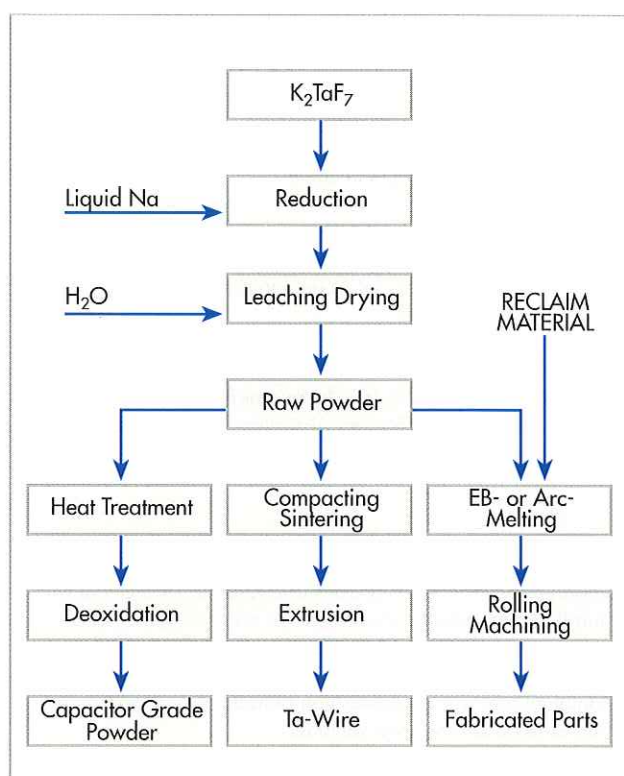 K₂TaF₇
Liquid Na
Reduction
H₂O
Leaching Drying
RECLAIM
MATERIAL
Raw Powder
Heat Treatment
Compacting
Sintering
EB- or Arc-
Melting
Deoxidation
Extrusion
Rolling
Machining
Capacitor Grade
Powder
Ta-Wire
Fabricated Parts